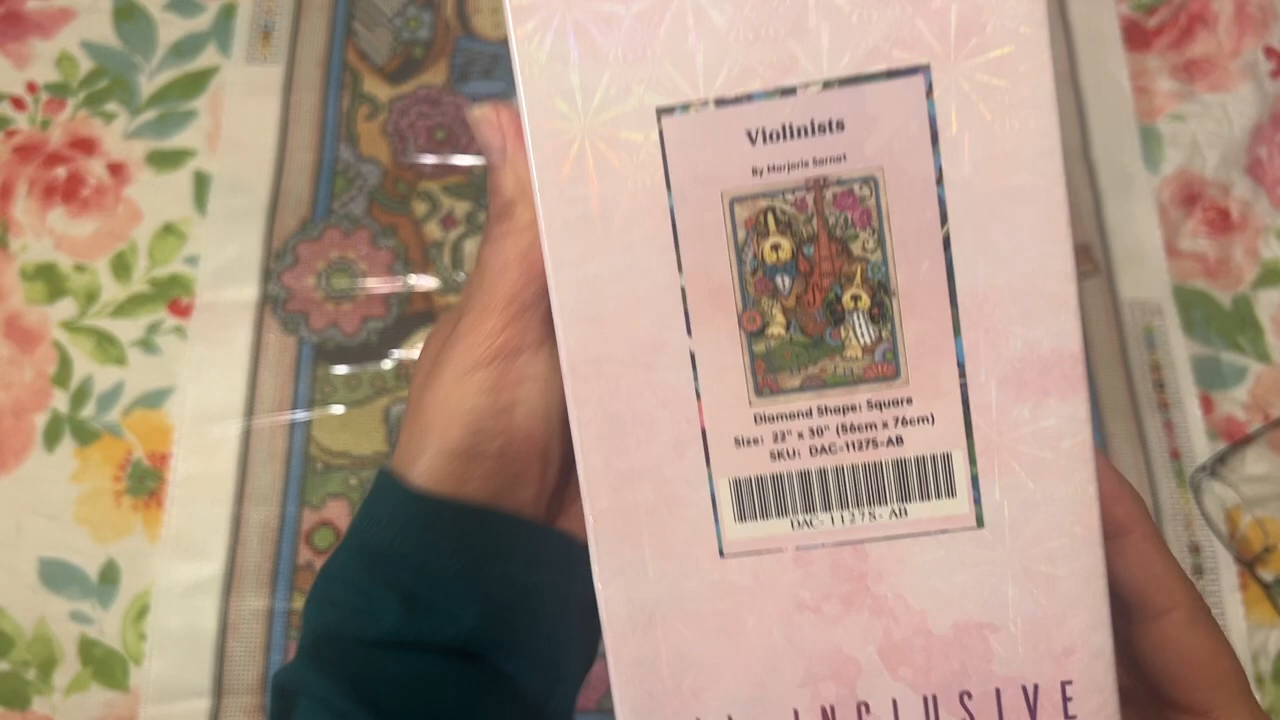 Violinists
By Marjorie Sarnat
Diamond Shape: Square
Size: 22" x 30" (56cm x 76cm)
SKU: DAC-11275-AB
DAC-11275-AB
INCLUSIVE